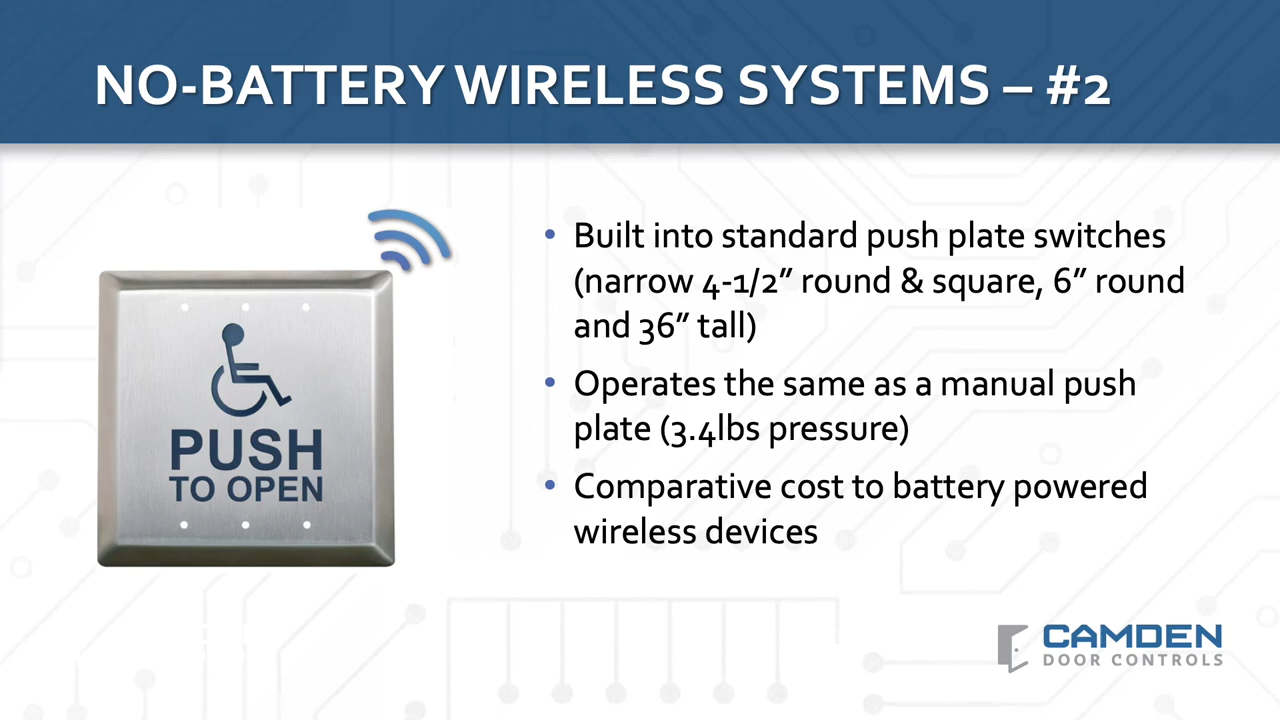 NO-BATTERY WIRELESS SYSTEMS – #2
PUSH
TO OPEN
• Built into standard push plate switches
(narrow 4-1/2” round & square, 6” round
and 36” tall)
• Operates the same as a manual push
plate (3.4lbs pressure)
• Comparative cost to battery powered
wireless devices
CAMDEN
DOOR CONTROLS